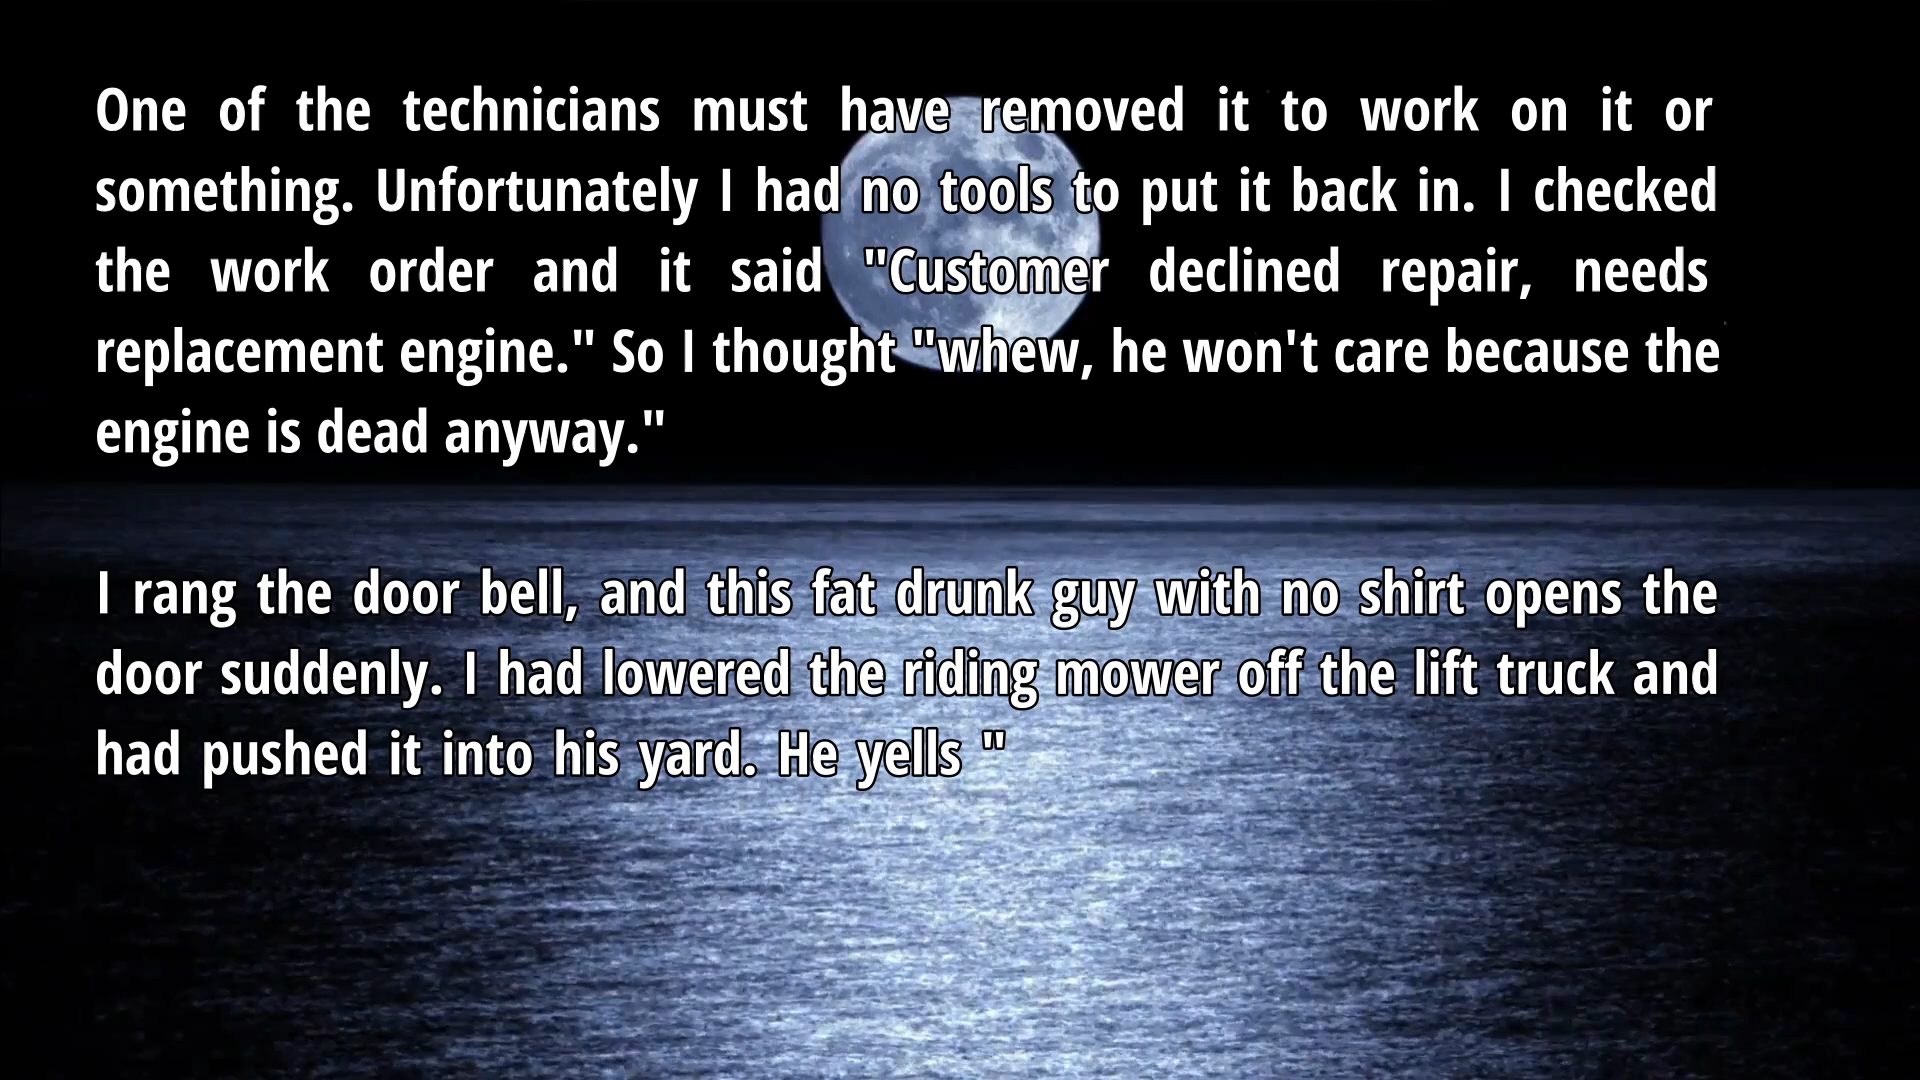 One of the technicians must have removed it to work on it or
something. Unfortunately I had no tools to put it back in. I checked
the work order and it said "Customer declined repair, needs
replacement engine." So I thought "whew, he won't care because the
engine is dead anyway."
I rang the door bell, and this fat drunk guy with no shirt opens the
door suddenly. I had lowered the riding mower off the lift truck and
had pushed it into his yard. He yells "